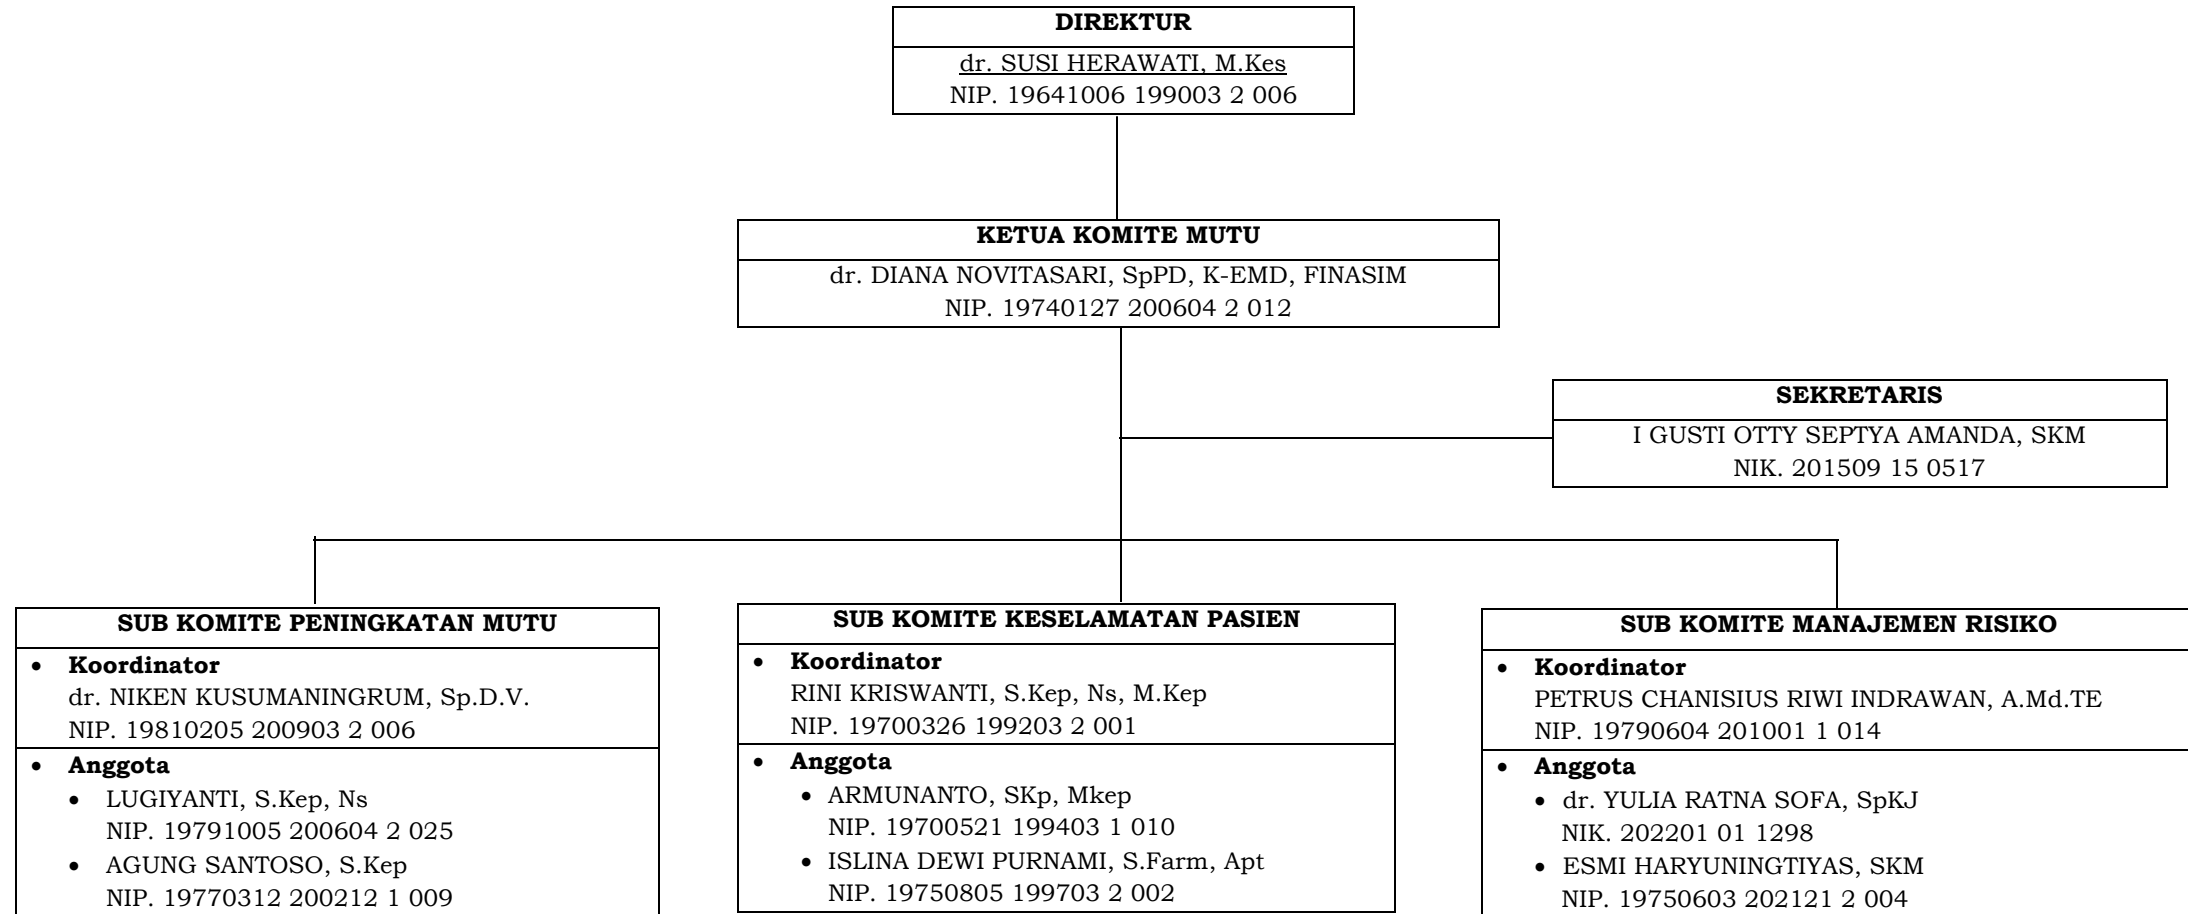 DIREKTUR
dr. SUSI HERAWATI, M.Kes
NIP. 19641006 199003 2 006
KETUA KOMITE MUTU
dr. DIANA NOVITASARI, SpPD, K-EMD, FINASIM
NIP. 19740127 200604 2 012
SEKRETARIS
I GUSTI OTTY SEPTYA AMANDA, SKM
NIK. 201509 15 0517
SUB KOMITE PENINGKATAN MUTU
• Koordinator
dr. NIKEN KUSUMANINGRUM, Sp.D.V.
NIP. 19810205 200903 2 006
• Anggota
• LUGIYANTI, S.Kep, Ns
NIP. 19791005 200604 2 025
• AGUNG SANTOSO, S.Kep
NIP. 19770312 200212 1 009
SUB KOMITE KESELAMATAN PASIEN
• Koordinator
RINI KRISWANTI, S.Kep, Ns, M.Kep
NIP. 19700326 199203 2 001
• Anggota
• ARMUNANTO, SKp, Mkep
NIP. 19700521 199403 1 010
• ISLINA DEWI PURNAMI, S.Farm, Apt
NIP. 19750805 199703 2 002
SUB KOMITE MANAJEMEN RISIKO
• Koordinator
PETRUS CHANISIUS RIWI INDRAWAN, A.Md.TE
NIP. 19790604 201001 1 014
• Anggota
• dr. YULIA RATNA SOFA, SpKJ
NIK. 202201 01 1298
• ESMI HARYUNINGTIYAS, SKM
NIP. 19750603 202121 2 004